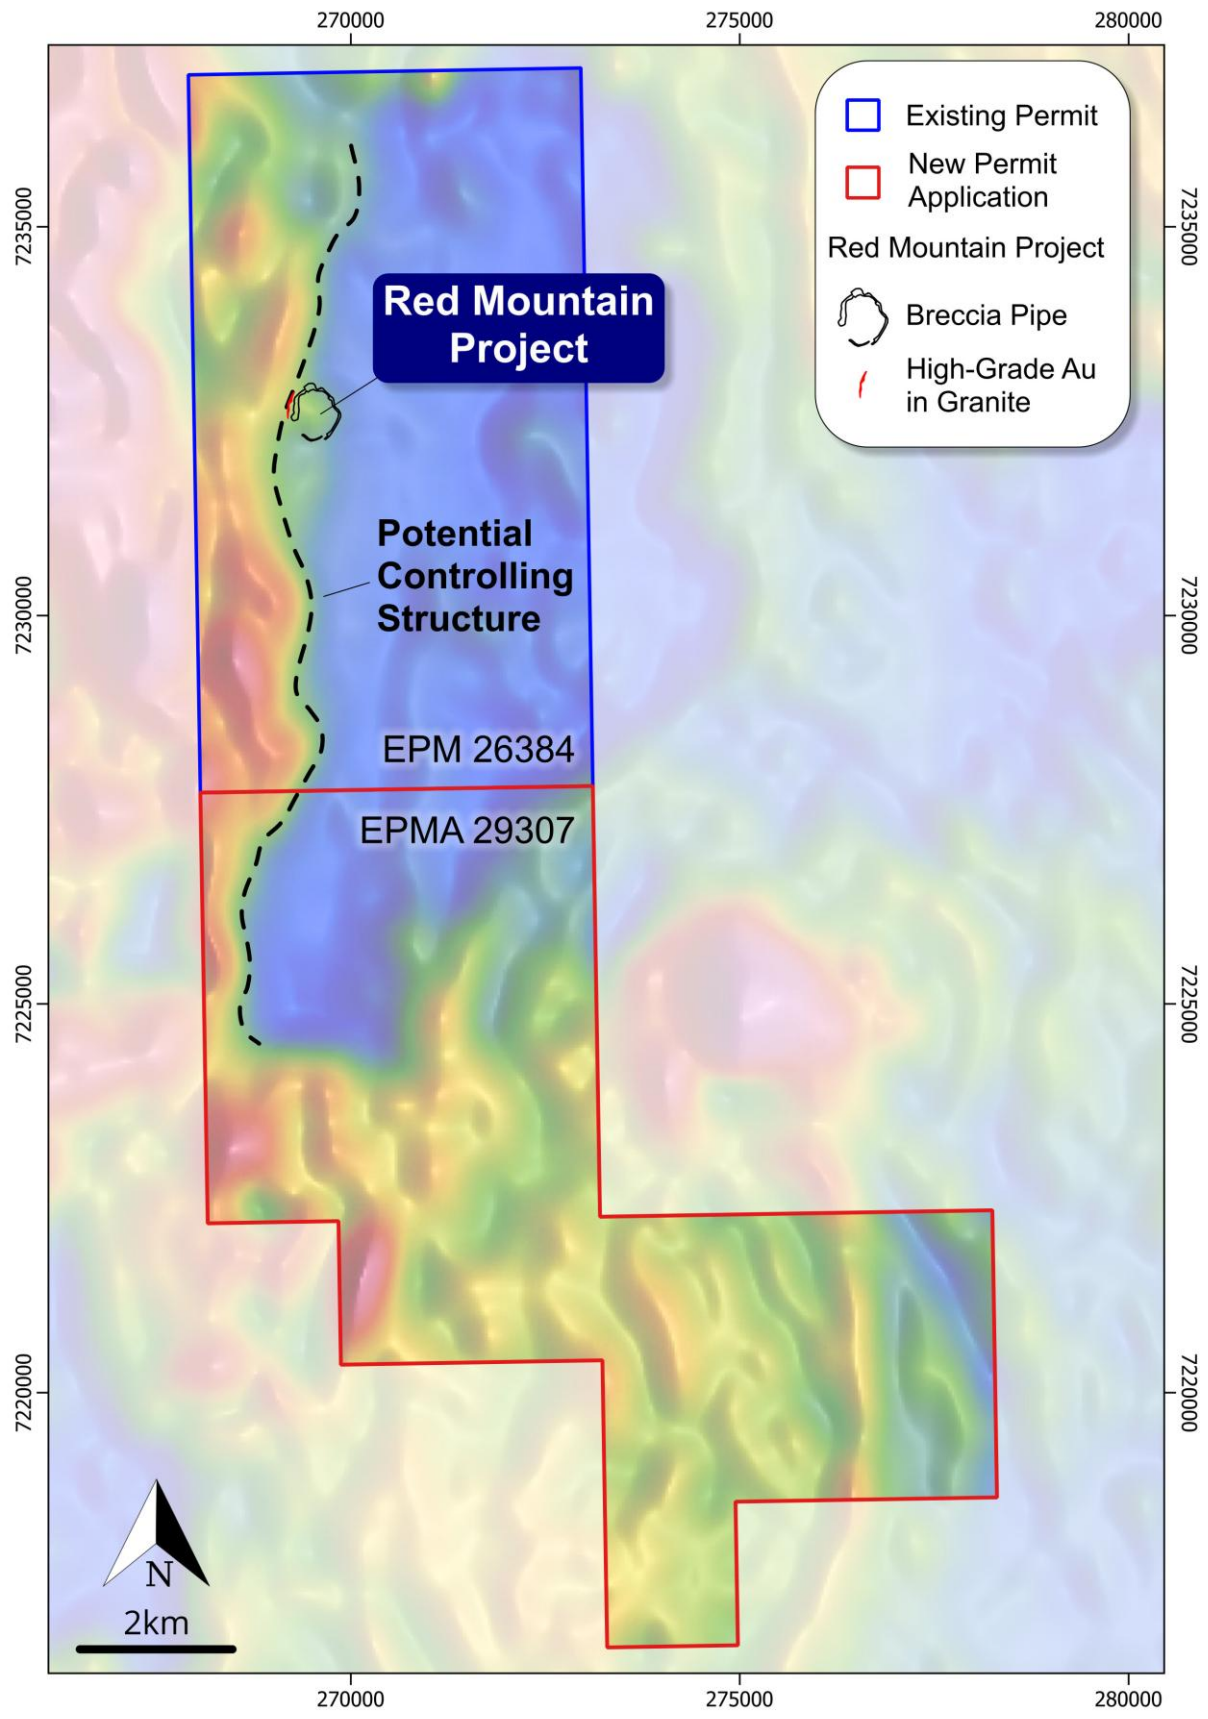 270000
275000
280000
Existing Permit
New Permit
Application
Red Mountain Project
Breccia Pipe
High-Grade Au
in Granite
7235000
7235000
Red Mountain
Project
Potential
Controlling
Structure
7230000
7230000
EPM 26384
EPMA 29307
7225000
7225000
7220000
7220000
N
2km
270000
275000
280000